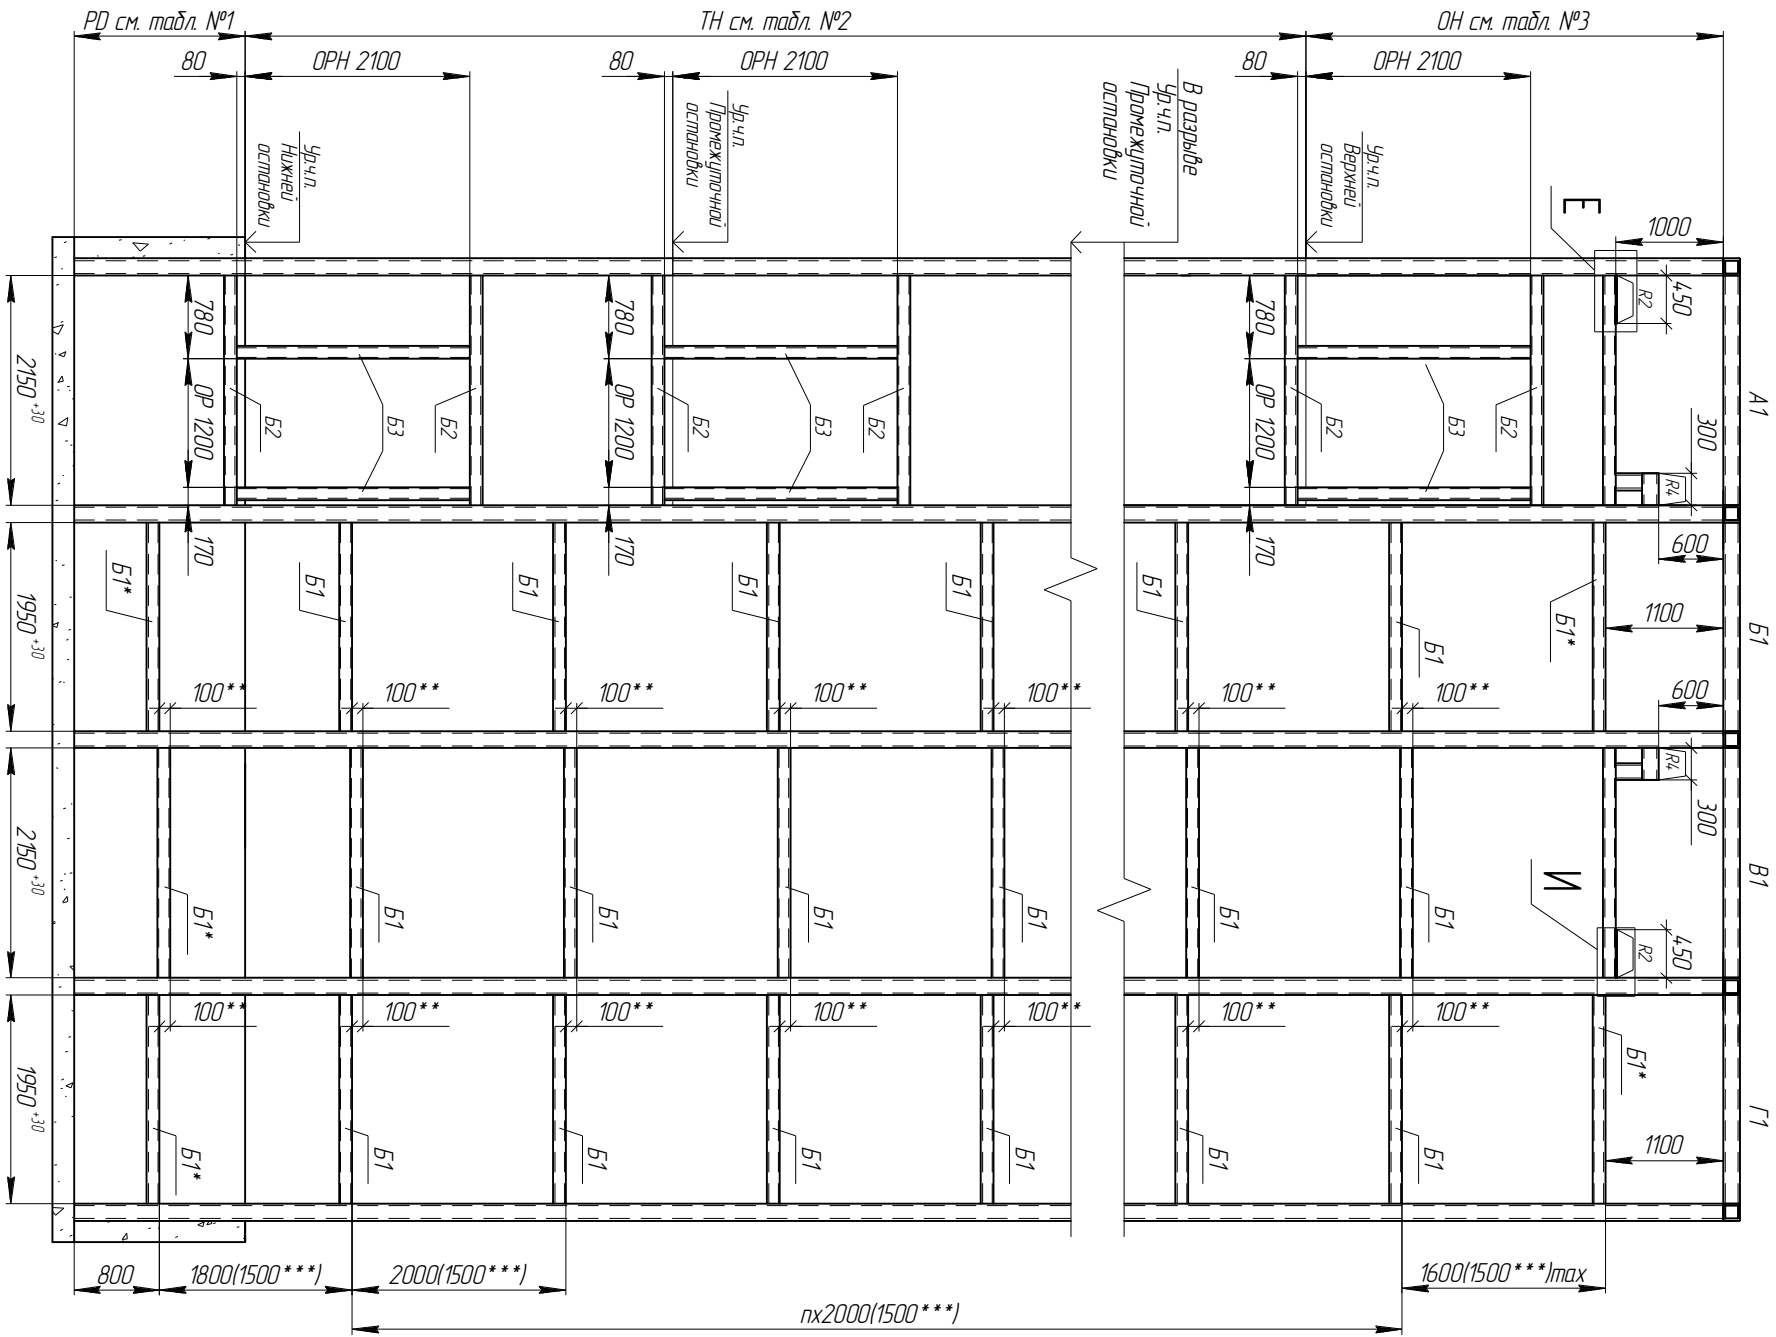 PD см. табл. №1
ТН см. табл. №2
ОН см. табл. №3
80
ОРН 2100
80
ОРН 2100
80
ОРН 2100
Ур.ч.п.
Нижней
остановки
Ур.ч.п.
Промежуточной
остановки
В разрыве
Ур.ч.п.
Промежуточной
остановки
Ур.ч.п.
Верхней
остановки
Е
1000
450
R2
780
ОР 1200
170
Б2
Б3
Б2
780
ОР 1200
170
Б2
Б3
Б2
780
ОР 1200
170
Б2
Б3
Б2
300
R4
600
А1
2150 +30
Б1*
Б1
Б1
Б1
Б1
Б1
Б1
Б1*
1100
Б1
1950 +30
100**
100**
100**
100**
100**
100**
100**
600
R4
300
Б1*
Б1
Б1
Б1
Б1
Б1
Б1
И
R2
450
В1
2150 +30
100**
100**
100**
100**
100**
100**
100**
Б1*
Б1*
Б1
Б1
Б1
Б1
Б1
Б1
1100
Г1
1950 +30
800
1800(1500***)
2000(1500***)
1600(1500***)max
nx2000(1500***)